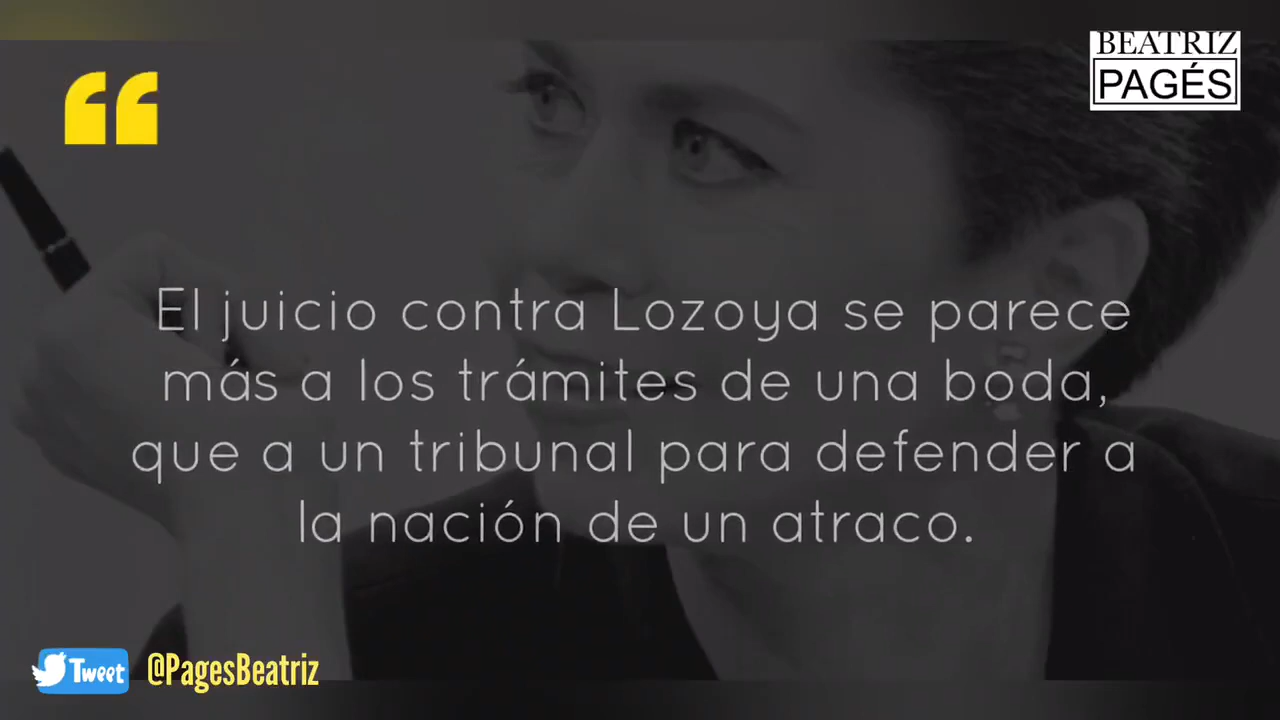 BEATRIZ
PAGÉS
El juicio contra Lozoya se parece
más a los trámites de una boda,
que a un tribunal para defender a
la nación de un atraco.
Tweet @PagesBeatriz